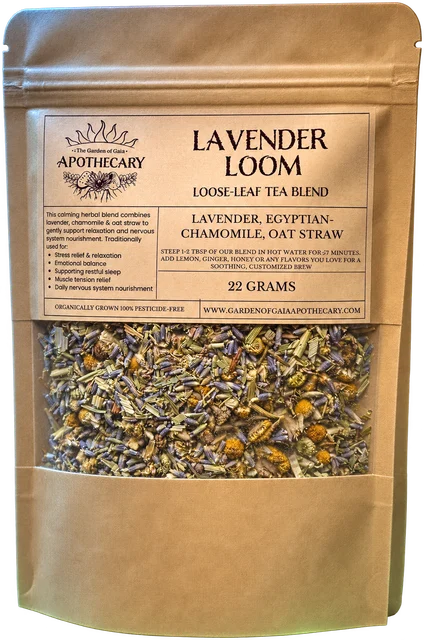 The Garden of Gaia
APOTHECARY
LAVENDER
LOOM
LOOSE-LEAF TEA BLEND
This calming herbal blend combines
lavender, chamomile & oat straw to
gently support relaxation and nervous
system nourishment. Traditionally
used for:
• Stress relief & relaxation
• Emotional balance
• Supporting restful sleep
• Muscle tension relief
• Daily nervous system nourishment
LAVENDER, EGYPTIAN-
CHAMOMILE, OAT STRAW
STEEP 1-2 TBSP OF OUR BLEND IN HOT WATER FOR 57 MINUTES.
ADD LEMON, GINGER, HONEY OR ANY FLAVORS YOU LOVE FOR A
SOOTHING, CUSTOMIZED BREW
22 GRAMS
ORGANICALLY GROWN 100% PESTICIDE-FREE
WWW.GARDENOFGAIAAPOTHECARY.COM